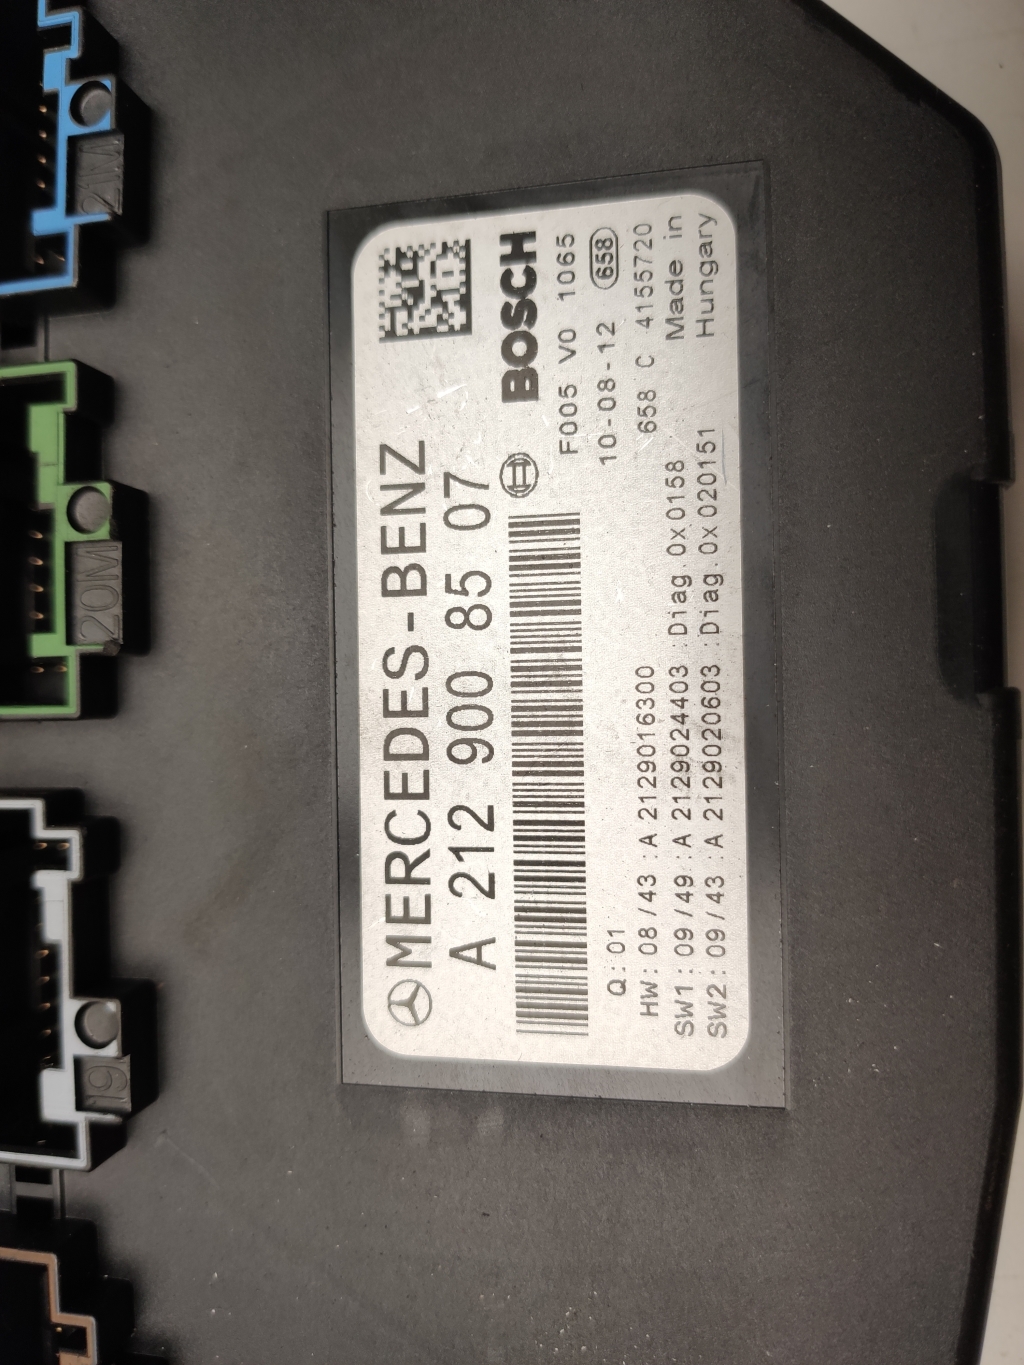 MERCEDES-BENZ
A 212 900 85 07
BOSCH
F005 V0 1065
10-08-12 658
658 C 4155720
Made in
Hungary
Q:01
HW:08/43 :A 2129016300
SW1:09/49:A 2129024403 :Diag.0x0158
SW2:09/43 :A 2129020603 :Diag.0x020151
21W
20M
19